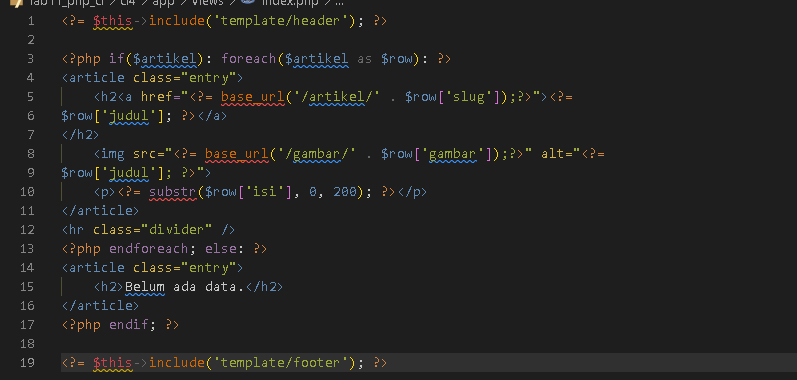 lab11_php_ci > ci4 > app > Views > index.php > ...
1 <?= $this->include('template/header'); ?>
2
3 <?php if($artikel): foreach($artikel as $row): ?>
4 <article class="entry">
5 <h2<a href="<?= base_url('/artikel/' . $row['slug']);?>"><?=
6 $row['judul']; ?></a>
7 </h2>
8 <img src="<?= base_url('/gambar/' . $row['gambar']);?>" alt="<?=
9 $row['judul']; ?>">
10 <p><?= substr($row['isi'], 0, 200); ?></p>
11 </article>
12 <hr class="divider" />
13 <?php endforeach; else: ?>
14 <article class="entry">
15 <h2>Belum ada data.</h2>
16 </article>
17 <?php endif; ?>
18
19 <?= $this->include('template/footer'); ?>